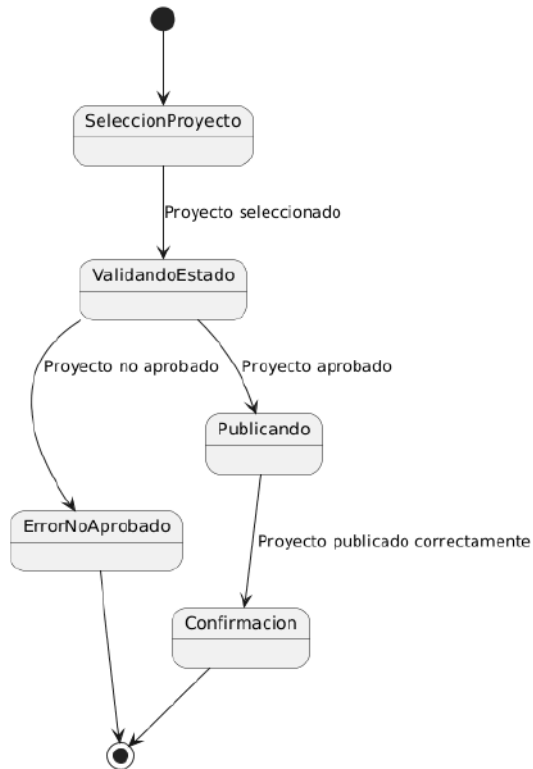 SeleccionProyecto
Proyecto seleccionado
ValidandoEstado
Proyecto no aprobado
Proyecto aprobado
Publicando
ErrorNoAprobado
Proyecto publicado correctamente
Confirmacion